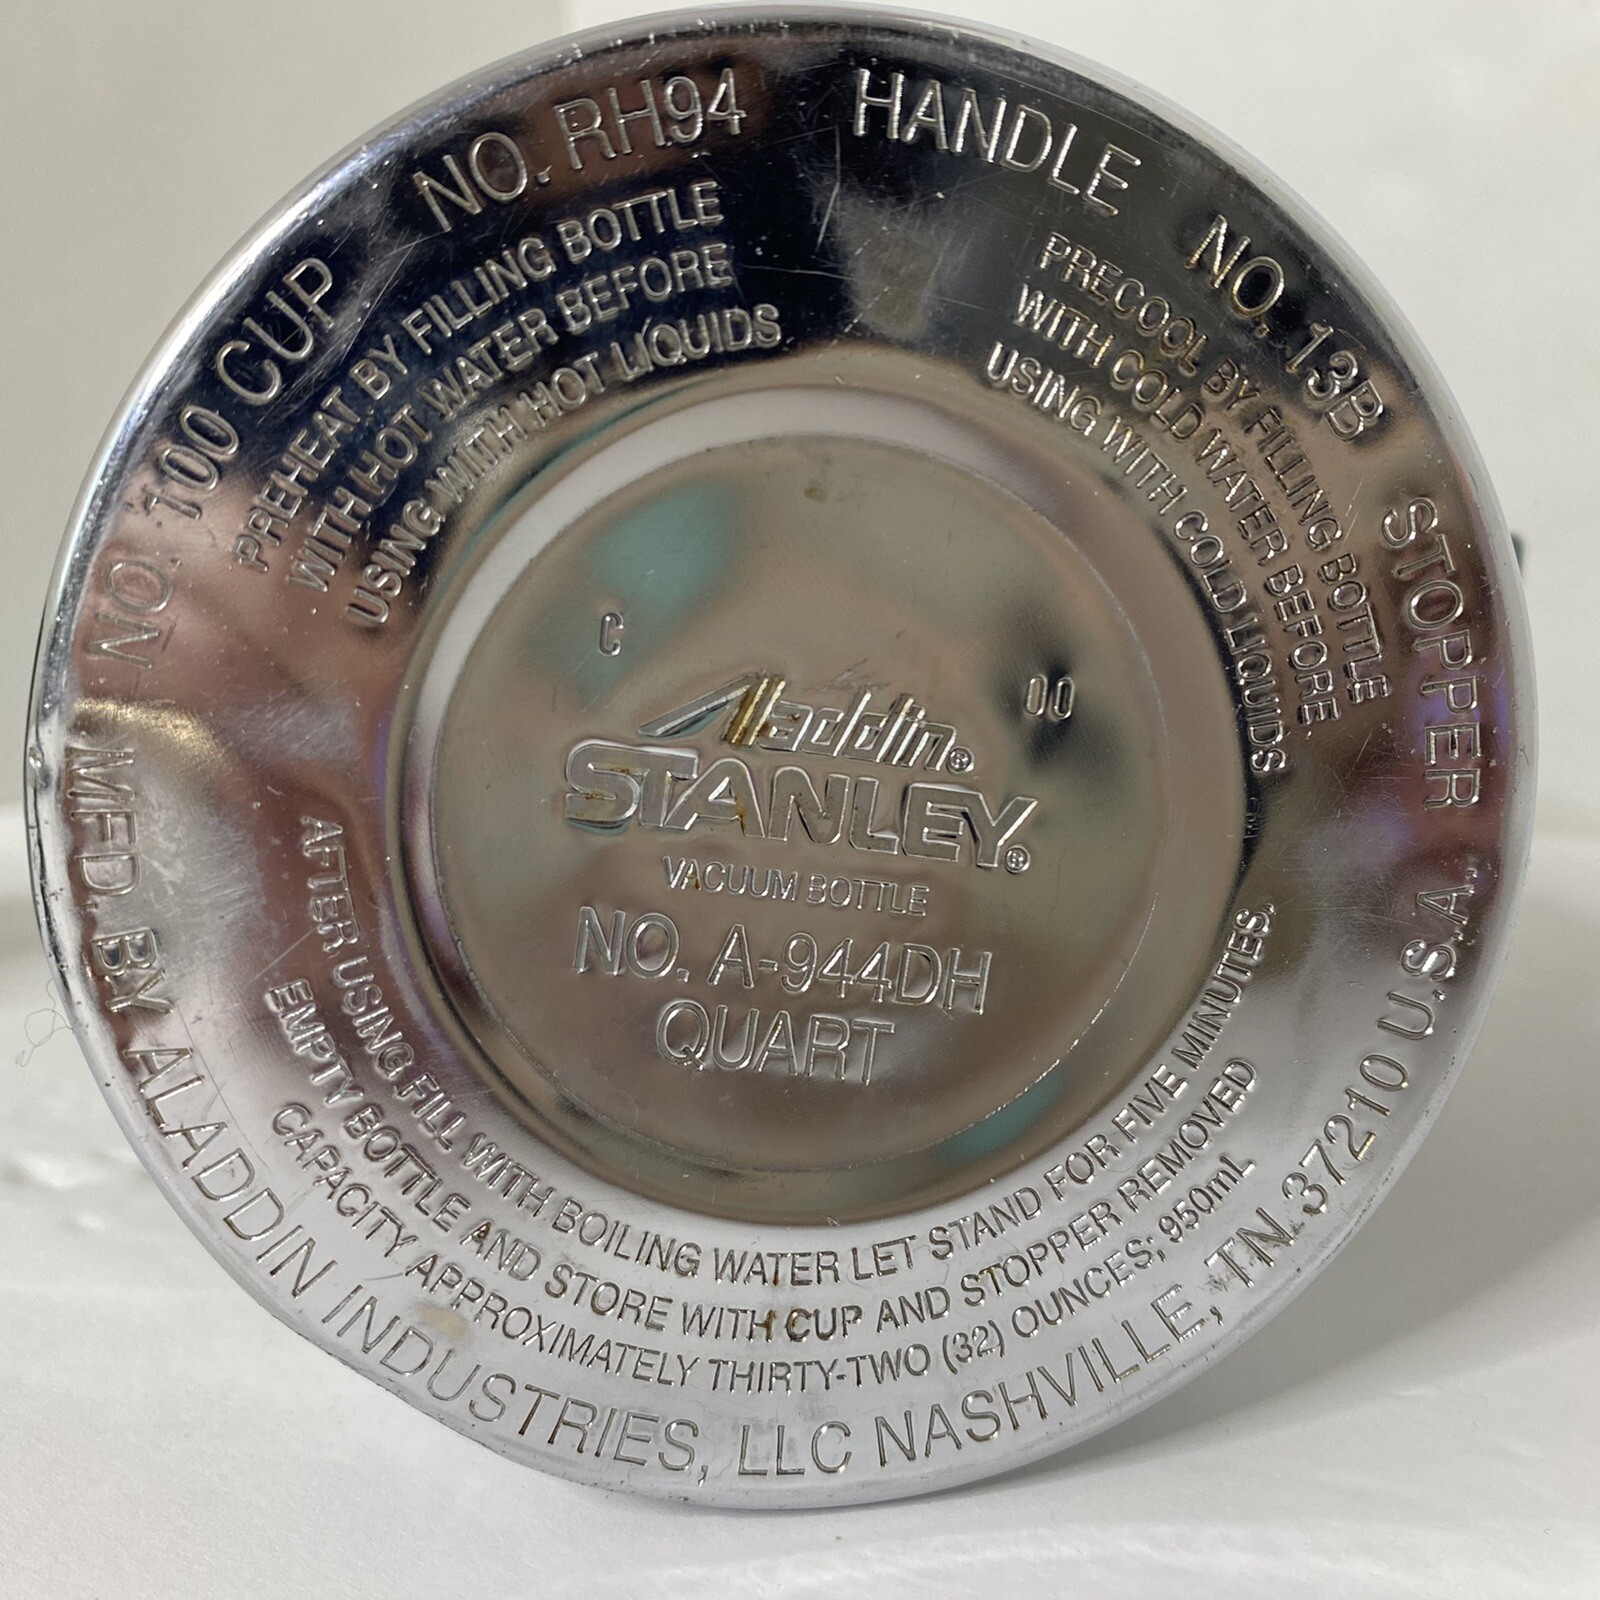 NO. 100 CUP NO. RH94 HANDLE NO. 13B STOPPER
PREHEAT BY FILLING BOTTLE
WITH HOT WATER BEFORE
USING WITH HOT LIQUIDS
PRECOOL BY FILLING BOTTLE
WITH COLD WATER BEFORE
USING WITH COLD LIQUIDS
C
00
Aladdin®
STANLEY®
VACUUM BOTTLE
NO. A-944DH
QUART
AFTER USING FILL WITH BOILING WATER LET STAND FOR FIVE MINUTES.
EMPTY BOTTLE AND STORE WITH CUP AND STOPPER REMOVED
CAPACITY APPROXIMATELY THIRTY-TWO (32) OUNCES; 950mL
MFD. BY ALADDIN INDUSTRIES, LLC NASHVILLE, TN 37210 U.S.A.